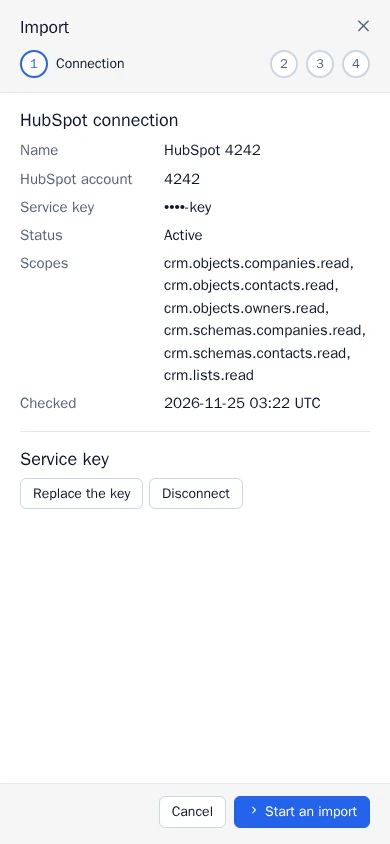 Import
1 Connection 2 3 4
HubSpot connection
Name HubSpot 4242
HubSpot account 4242
Service key ••••-key
Status Active
Scopes crm.objects.companies.read,
crm.objects.contacts.read,
crm.objects.owners.read,
crm.schemas.companies.read,
crm.schemas.contacts.read,
crm.lists.read
Checked 2026-11-25 03:22 UTC
Service key
Replace the key Disconnect
Cancel Start an import